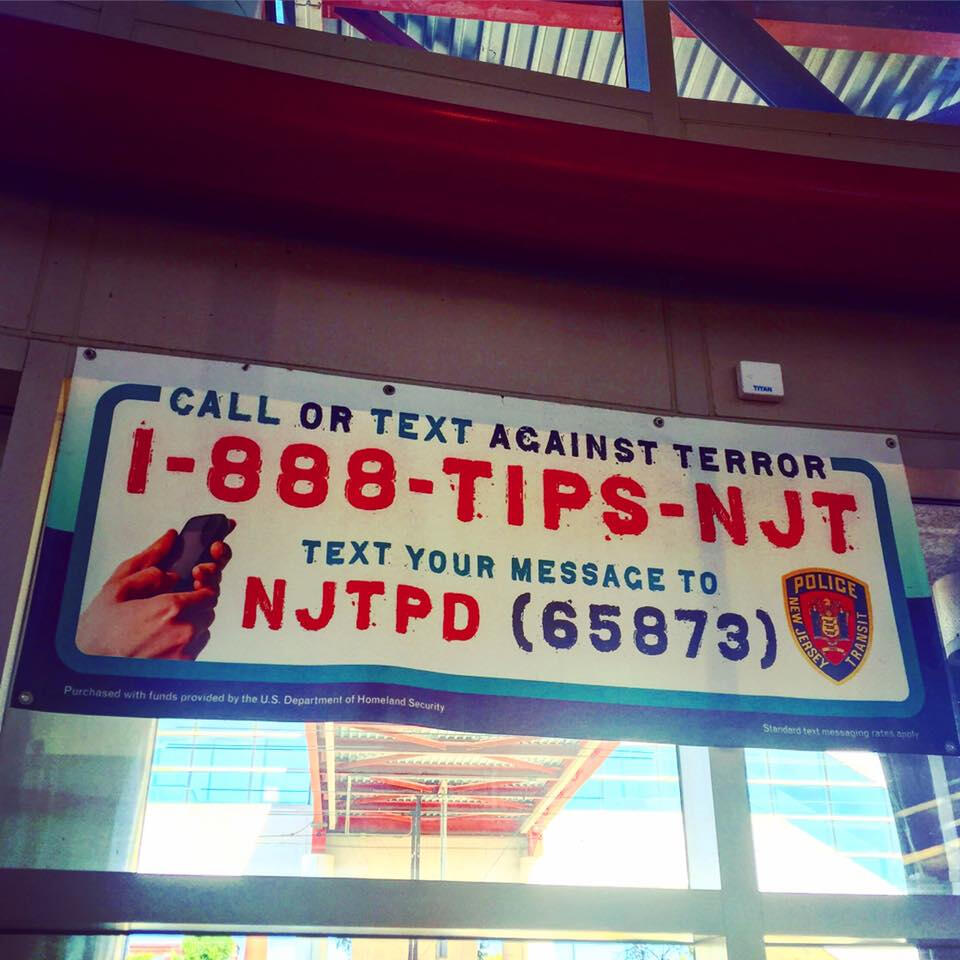 TITAN
CALL OR TEXT AGAINST TERROR
1-888-TIPS-NJT
TEXT YOUR MESSAGE TO
NJTPD (65873)
POLICE
NEW JERSEY
TRANSIT
Purchased with funds provided by the U.S. Department of Homeland Security
Standard text messaging rates apply